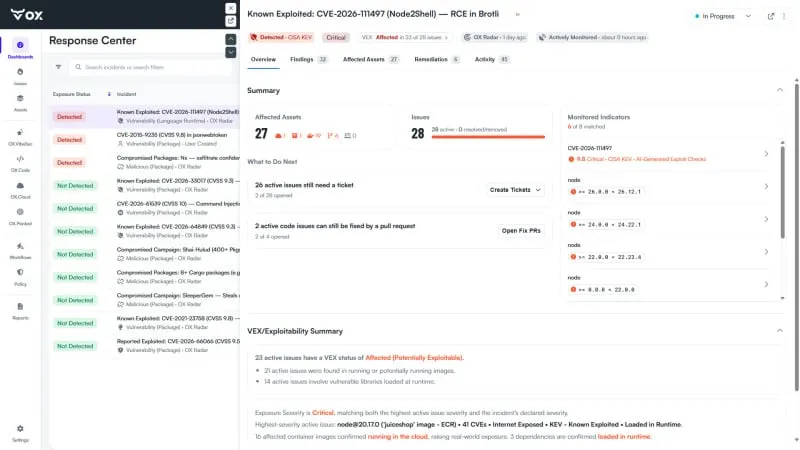 OX
Dashboards
Issues
Assets
OX VibeSec
OX Code
OX Cloud
OX Pentest
Workflows
Policy
Reports
Settings
Response Center
Search incidents or search filters
Exposure Status
Incident
Detected
Known Exploited: CVE-2026-111497 (Node2Shell)
Vulnerability (Language Runtime) • OX Radar
Detected
CVE-2015-9235 (CVSS 9.8) in jsonwebtoken
Vulnerability (Package) • User Created
Detected
Compromised Packages: Nx — exfiltrate confiden
Malicious (Package) • OX Radar
Not Detected
Known Exploited: CVE-2026-33017 (CVSS 9.3) —
Vulnerability (Package) • OX Radar
Not Detected
CVE-2026-61539 (CVSS 10) — Command Injectio
Vulnerability (Package) • OX Radar
Not Detected
Known Exploited: CVE-2026-64849 (CVSS 9.3)
Vulnerability (Package) • OX Radar
Not Detected
Compromised Campaign: Shai-Hulud (400+ Pkgs
Malicious (Package) • OX Radar
Not Detected
Compromised Packages: 8+ Cargo packages (e.g
Malicious (Package) • OX Radar
Not Detected
Compromised Campaign: SleeperGem — Steals c
Malicious (Package) • OX Radar
Not Detected
Known Exploited: CVE-2021-23758 (CVSS 9.8) —
Vulnerability (Package) • OX Radar
Not Detected
Reported Exploited: CVE-2026-66066 (CVSS 9.5
Vulnerability (Package) • OX Radar
Known Exploited: CVE-2026-111497 (Node2Shell) — RCE in Brotli
In Progress
Detected • CISA KEV
Critical
VEX Affected in 23 of 28 issues
OX Radar • 1 day ago
Actively Monitored • about 9 hours ago
Overview
Findings 32
Affected Assets 27
Remediation 6
Activity 45
Summary
Affected Assets
27
1
1
19
6
0
Issues
28
28 active • 0 resolved/removed
Monitored Indicators
6 of 8 matched
CVE-2026-111497
9.8 Critical • CISA KEV • AI-Generated Exploit Checks
node
>= 26.0.0 < 26.12.1
node
>= 24.0.0 < 24.22.1
node
>= 22.0.0 < 22.23.4
node
>= 0.0.0 < 22.0.0
What to Do Next
26 active issues still need a ticket
2 of 28 opened
Create Tickets
2 active code issues can still be fixed by a pull request
2 of 4 opened
Open Fix PRs
VEX/Exploitability Summary
23 active issues have a VEX status of Affected (Potentially Exploitable).
• 21 active issues were found in running or potentially running images.
• 14 active issues involve vulnerable libraries loaded at runtime.
Exposure Severity is Critical, matching both the highest active issue severity and the incident's declared severity.
Highest-severity active issue: node@20.17.0 ('juiceshop' image - ECR) • 41 CVEs • Internet Exposed • KEV - Known Exploited • Loaded in Runtime.
16 affected container images confirmed running in the cloud, raising real-world exposure. 3 dependencies are confirmed loaded in runtime.